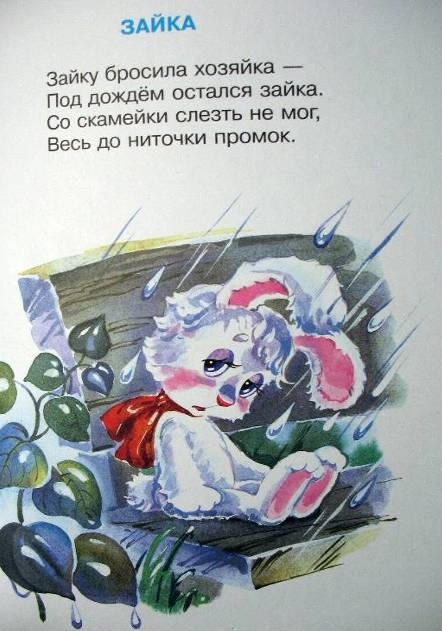 ЗАЙКА
Зайку бросила хозяйка —
Под дождём остался зайка.
Со скамейки слезть не мог,
Весь до ниточки промок.